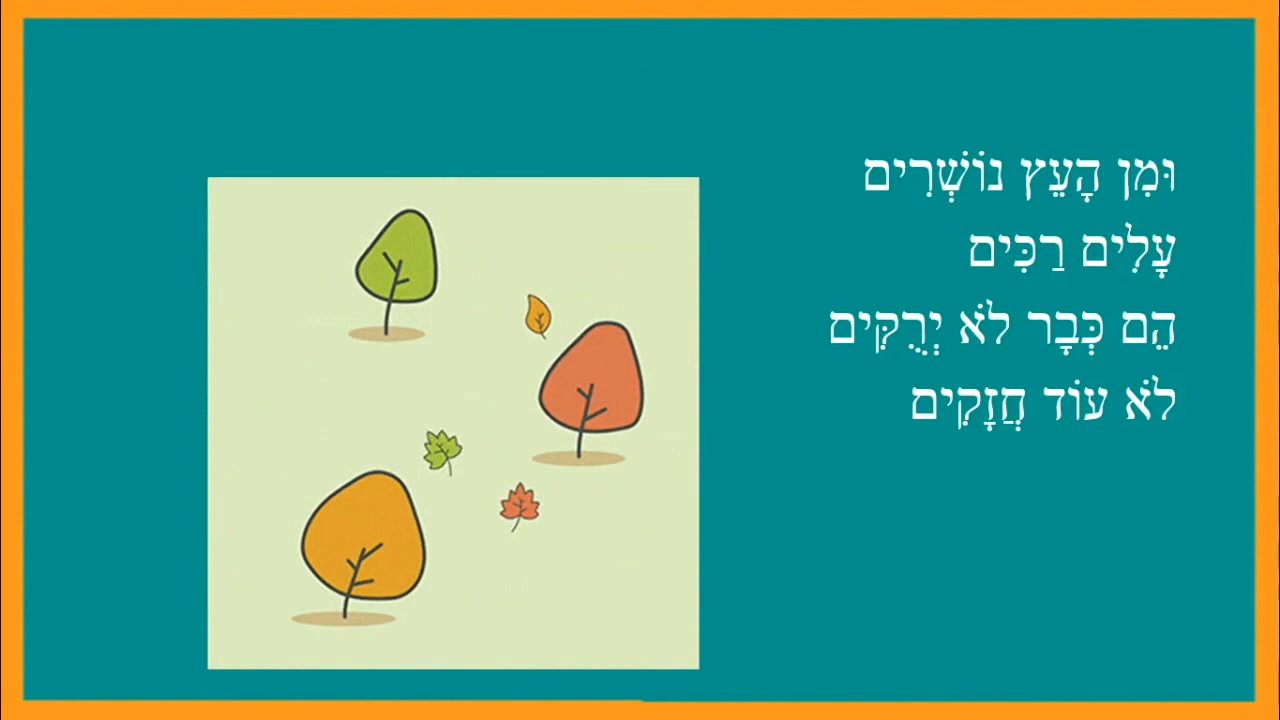 וּמִן הָעֵץ נוֹשְׁרִים
עָלִים רַכִּים
הֵם כְּבָר לֹא יְרֻקִּים
לֹא עוֹד חֲזָקִים